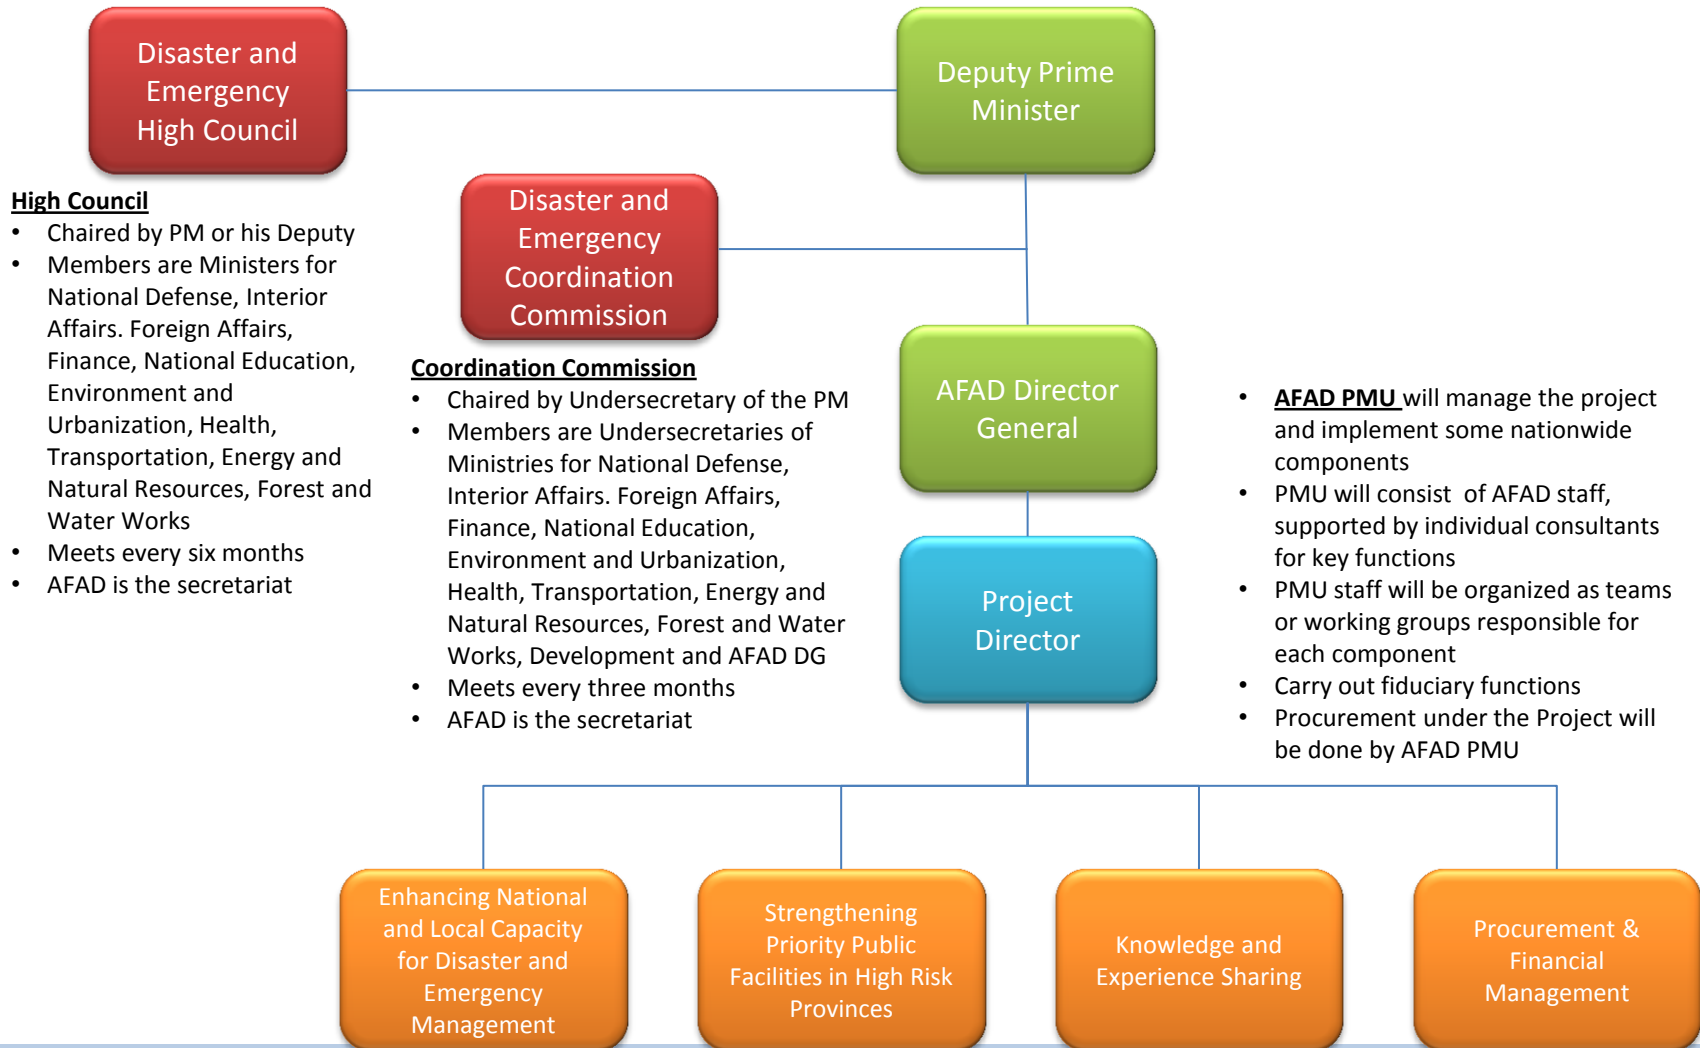 Disaster and
Emergency
High Council
Deputy Prime
Minister
High Council
• Chaired by PM or his Deputy
• Members are Ministers for
National Defense, Interior
Affairs. Foreign Affairs,
Finance, National Education,
Environment and
Urbanization, Health,
Transportation, Energy and
Natural Resources, Forest and
Water Works
• Meets every six months
• AFAD is the secretariat
Disaster and
Emergency
Coordination
Commission
Coordination Commission
• Chaired by Undersecretary of the PM
• Members are Undersecretaries of
Ministries for National Defense,
Interior Affairs. Foreign Affairs,
Finance, National Education,
Environment and Urbanization,
Health, Transportation, Energy and
Natural Resources, Forest and Water
Works, Development and AFAD DG
• Meets every three months
• AFAD is the secretariat
AFAD Director
General
Project
Director
• AFAD PMU will manage the project
and implement some nationwide
components
• PMU will consist of AFAD staff,
supported by individual consultants
for key functions
• PMU staff will be organized as teams
or working groups responsible for
each component
• Carry out fiduciary functions
• Procurement under the Project will
be done by AFAD PMU
Enhancing National
and Local Capacity
for Disaster and
Emergency
Management
Strengthening
Priority Public
Facilities in High Risk
Provinces
Knowledge and
Experience Sharing
Procurement &
Financial
Management